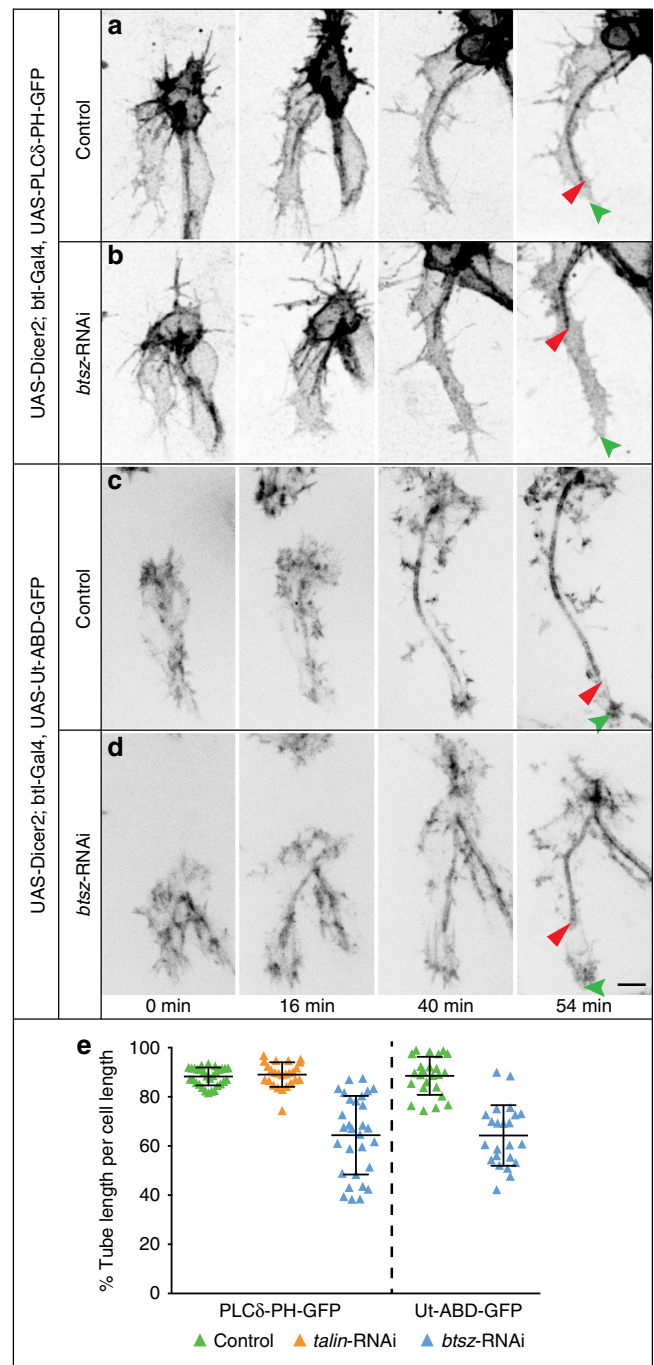 a
Control
UAS-Dicer2; btl-Gal4, UAS-PLCδ-PH-GFP
b
btsz-RNAi
c
Control
UAS-Dicer2; btl-Gal4, UAS-Ut-ABD-GFP
d
btsz-RNAi
0 min 16 min 40 min 54 min
e
% Tube length per cell length
100
80
60
40
20
0
PLCδ-PH-GFP Ut-ABD-GFP
Control talin-RNAi btsz-RNAi